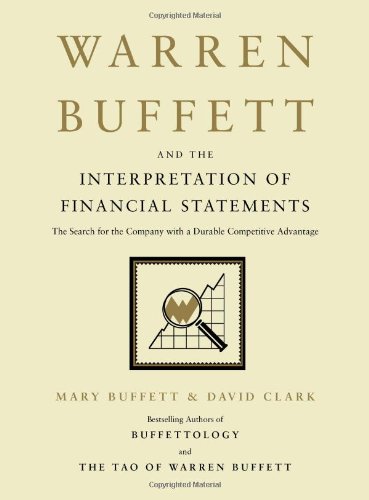 WARREN
BUFFETT
AND THE
INTERPRETATION OF
FINANCIAL STATEMENTS
The Search for the Company with a Durable Competitive Advantage
W
MARY BUFFETT & DAVID CLARK
Bestselling Authors of
BUFFETTOLOGY
and
THE TAO OF WARREN BUFFETT